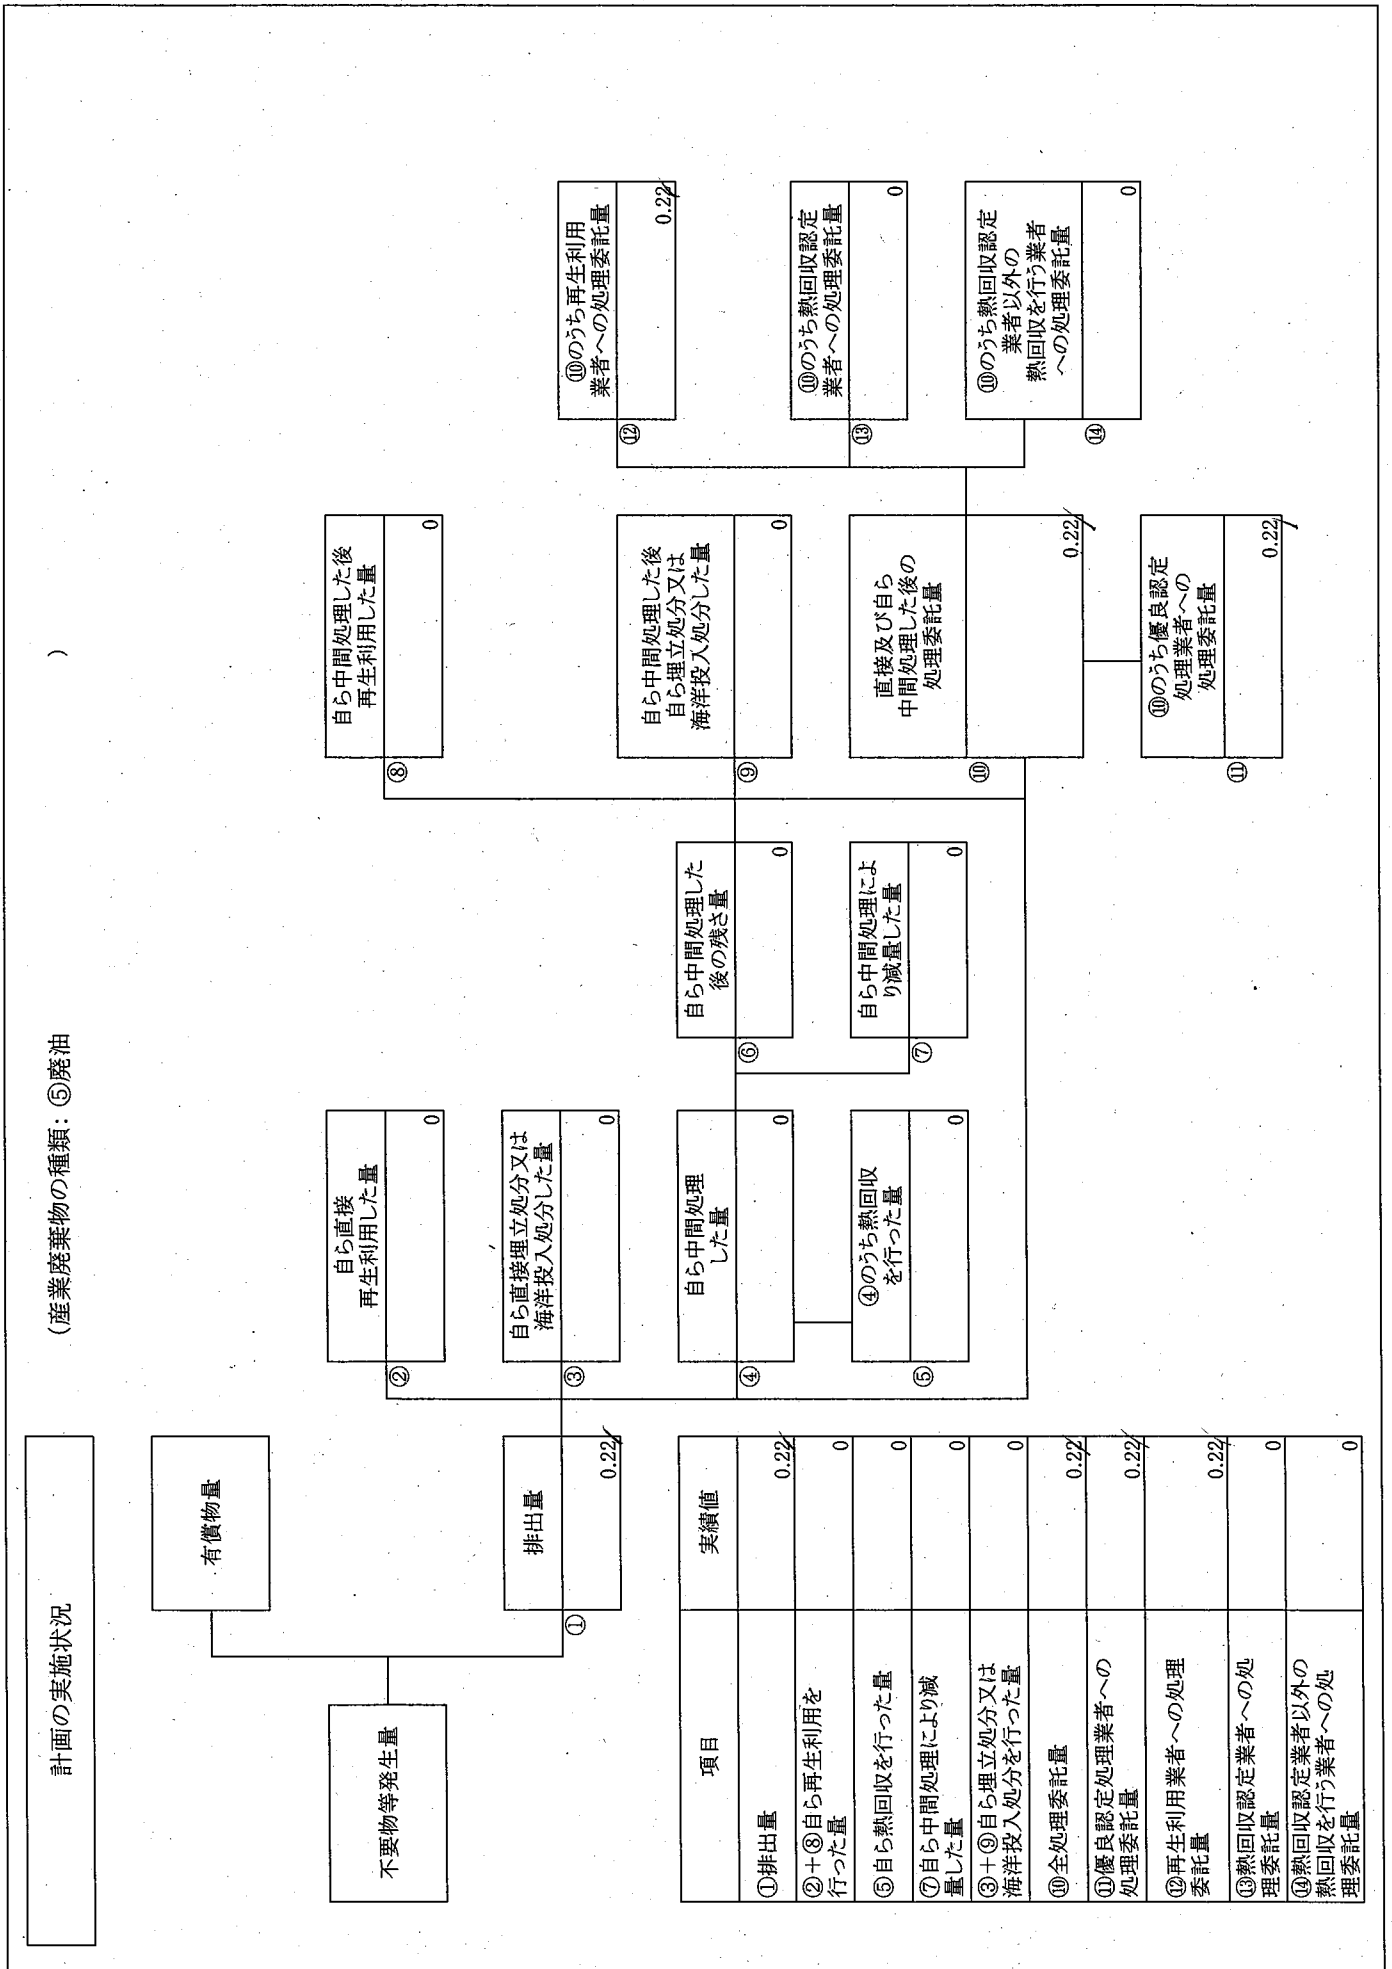 計画の実施状況
(産業廃棄物の種類：⑤廃油
)
不要物等発生量
有償物量
①
排出量
0.22
②
自ら直接
再生利用した量
0
③
自ら直接埋立処分又は
海洋投入処分した量
0
④
自ら中間処理
した量
0
⑤
④のうち熱回収
を行った量
0
⑥
自ら中間処理した
後の残さ量
0
⑦
自ら中間処理によ
り減量した量
0
⑧
自ら中間処理した後
再生利用した量
0
⑨
自ら中間処理した後
自ら埋立処分又は
海洋投入処分した量
0
⑩
直接及び自ら
中間処理した後の
処理委託量
0.22
⑪
⑩のうち優良認定
処理業者への
処理委託量
0.22
⑫
⑩のうち再生利用
業者への処理委託量
0.22
⑬
⑩のうち熱回収認定
業者への処理委託量
0
⑭
⑩のうち熱回収認定
業者以外の
熱回収を行う業者
への処理委託量
0
項目
実績値
①排出量
0.22
②＋⑧自ら再生利用を
行った量
0
⑤自ら熱回収を行った量
0
⑦自ら中間処理により減
量した量
0
③＋⑨自ら埋立処分又は
海洋投入処分を行った量
0
⑩全処理委託量
0.22
⑪優良認定処理業者への
処理委託量
0.22
⑫再生利用業者への処理
委託量
0.22
⑬熱回収認定業者への処
理委託量
0
⑭熱回収認定業者以外の
熱回収を行う業者への処
理委託量
0